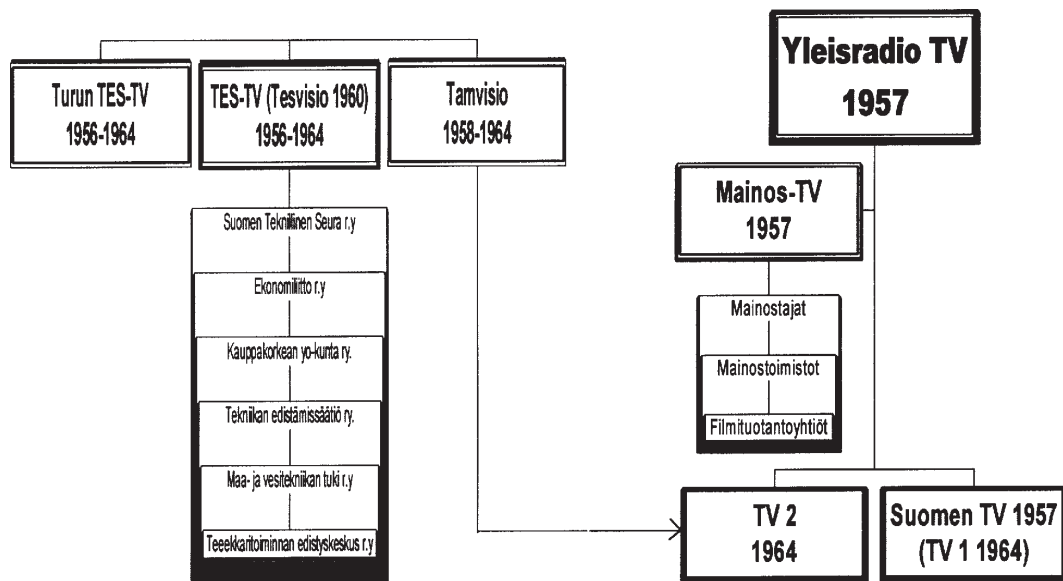 Turun TES-TV
1956-1964
TES-TV (Tesvisio 1960)
1956-1964
Tamvisio
1958-1964
Suomen Teknillinen Seura r.y
Ekonomiliitto r.y
Kauppakorkean yo-kunta ry.
Tekniikan edistämissäätiö ry.
Maa- ja vesitekniikan tuki r.y
Teeekkaritoiminnan edistyskeskus r.y
Yleisradio TV
1957
Mainos-TV
1957
Mainostajat
Mainostoimistot
Filmituotantoyhtiöt
TV 2
1964
Suomen TV 1957
(TV 1 1964)